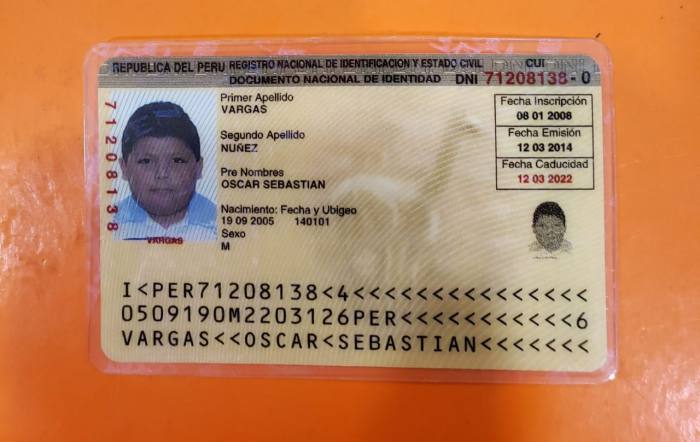 REPUBLICA DEL PERU REGISTRO NACIONAL DE IDENTIFICACION Y ESTADO CIVIL CUI
DOCUMENTO NACIONAL DE IDENTIDAD DNI 71208138 - 0
71208138
VARGAS
Primer Apellido
VARGAS
Segundo Apellido
NUÑEZ
Pre Nombres
OSCAR SEBASTIAN
Nacimiento: Fecha y Ubigeo
19 09 2005 140101
Sexo
M
Fecha Inscripción
08 01 2008
Fecha Emisión
12 03 2014
Fecha Caducidad
12 03 2022
I<PER71208138<4<<<<<<<<<<<<<<<
0509190M2203126PER<<<<<<<<<<<6
VARGAS<<OSCAR<SEBASTIAN<<<<<<<